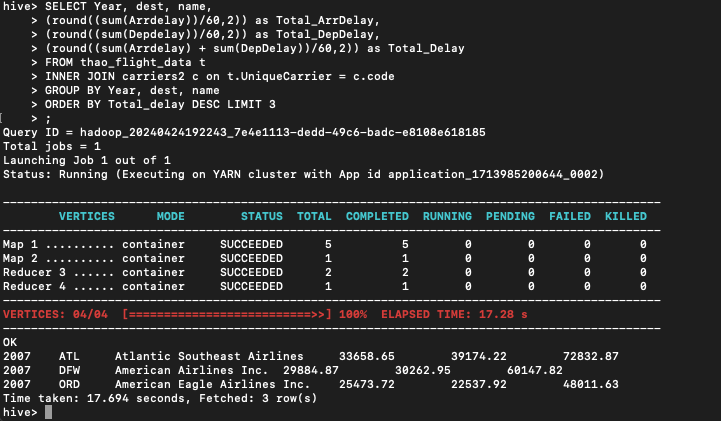 hive> SELECT Year, dest, name,
    > (round((sum(Arrdelay))/60,2)) as Total_ArrDelay,
    > (round((sum(Depdelay))/60,2)) as Total_DepDelay,
    > (round((sum(Arrdelay) + sum(DepDelay))/60,2)) as Total_Delay
    > FROM thao_flight_data t
    > INNER JOIN carriers2 c on t.UniqueCarrier = c.code
    > GROUP BY Year, dest, name
    > ORDER BY Total_delay DESC LIMIT 3
    > ;
Query ID = hadoop_20240424192243_7e4e1113-dedd-49c6-badc-e8108e618185
Total jobs = 1
Launching Job 1 out of 1
Status: Running (Executing on YARN cluster with App id application_1713985200644_0002)
----------------------------------------------------------------------------------------------
        VERTICES      MODE        STATUS  TOTAL  COMPLETED  RUNNING  PENDING  FAILED  KILLED
----------------------------------------------------------------------------------------------
Map 1 .......... container     SUCCEEDED      5          5        0        0       0       0
Map 2 .......... container     SUCCEEDED      1          1        0        0       0       0
Reducer 3 ...... container     SUCCEEDED      2          2        0        0       0       0
Reducer 4 ...... container     SUCCEEDED      1          1        0        0       0       0
----------------------------------------------------------------------------------------------
VERTICES: 04/04  [==========================>>] 100%  ELAPSED TIME: 17.28 s
----------------------------------------------------------------------------------------------
OK
2007    ATL     Atlantic Southeast Airlines     33658.65        39174.22        72832.87
2007    DFW     American Airlines Inc.  29884.87        30262.95        60147.82
2007    ORD     American Eagle Airlines Inc.    25473.72        22537.92        48011.63
Time taken: 17.694 seconds, Fetched: 3 row(s)
hive>